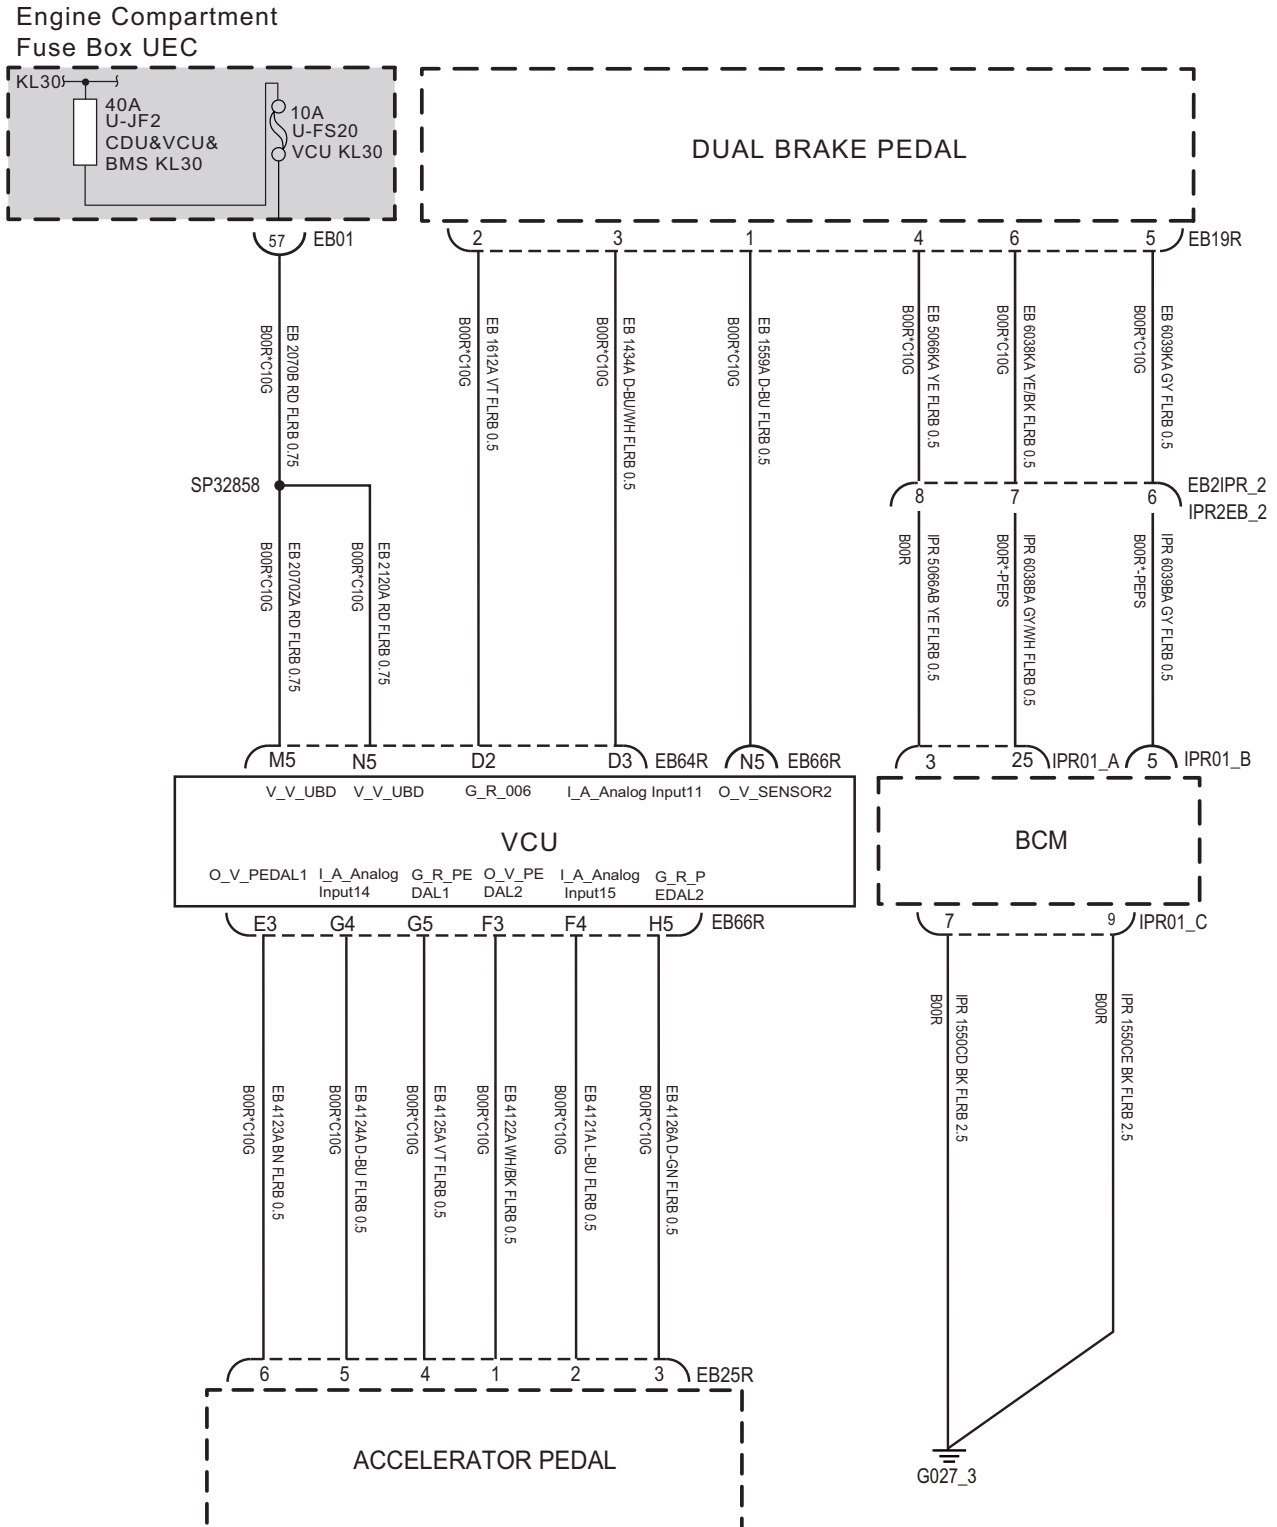 Engine Compartment
Fuse Box UEC
KL30
40A
U-JF2
CDU&VCU&
BMS KL30
10A
U-FS20
VCU KL30
DUAL BRAKE PEDAL
57
EB01
2
3
1
4
6
5
EB19R
EB 2070B RD FLRB 0.75
B00R*C10G
EB 1612A VT FLRB 0.5
B00R*C10G
EB 1434A D-BU/WH FLRB 0.5
B00R*C10G
EB 1559A D-BU FLRB 0.5
B00R*C10G
EB 5066KA YE FLRB 0.5
B00R*C10G
EB 6038KA YE/BK FLRB 0.5
B00R*C10G
EB 6039KA GY FLRB 0.5
B00R*C10G
SP32858
8
7
6
EB2IPR_2
IPR2EB_2
EB 2070ZA RD FLRB 0.75
B00R*C10G
EB 2120A RD FLRB 0.75
B00R*C10G
IPR 5066AB YE FLRB 0.5
B00R
IPR 6038BA GY/WH FLRB 0.5
B00R*-PEPS
IPR 6039BA GY FLRB 0.5
B00R*-PEPS
M5
N5
D2
D3
EB64R
N5
EB66R
3
25
IPR01_A
5
IPR01_B
V_V_UBD
V_V_UBD
G_R_006
I_A_Analog Input11
O_V_SENSOR2
VCU
BCM
O_V_PEDAL1
I_A_Analog
Input14
G_R_PE
DAL1
O_V_PE
DAL2
I_A_Analog
Input15
G_R_P
EDAL2
E3
G4
G5
F3
F4
H5
EB66R
7
9
IPR01_C
IPR 1550CD BK FLRB 2.5
B00R
IPR 1550CE BK FLRB 2.5
B00R
EB 4123A BN FLRB 0.5
B00R*C10G
EB 4124A D-BU FLRB 0.5
B00R*C10G
EB 4125A VT FLRB 0.5
B00R*C10G
EB 4122A WH/BK FLRB 0.5
B00R*C10G
EB 4121A L-BU FLRB 0.5
B00R*C10G
EB 4126A D-GN FLRB 0.5
B00R*C10G
6
5
4
1
2
3
EB25R
ACCELERATOR PEDAL
G027_3